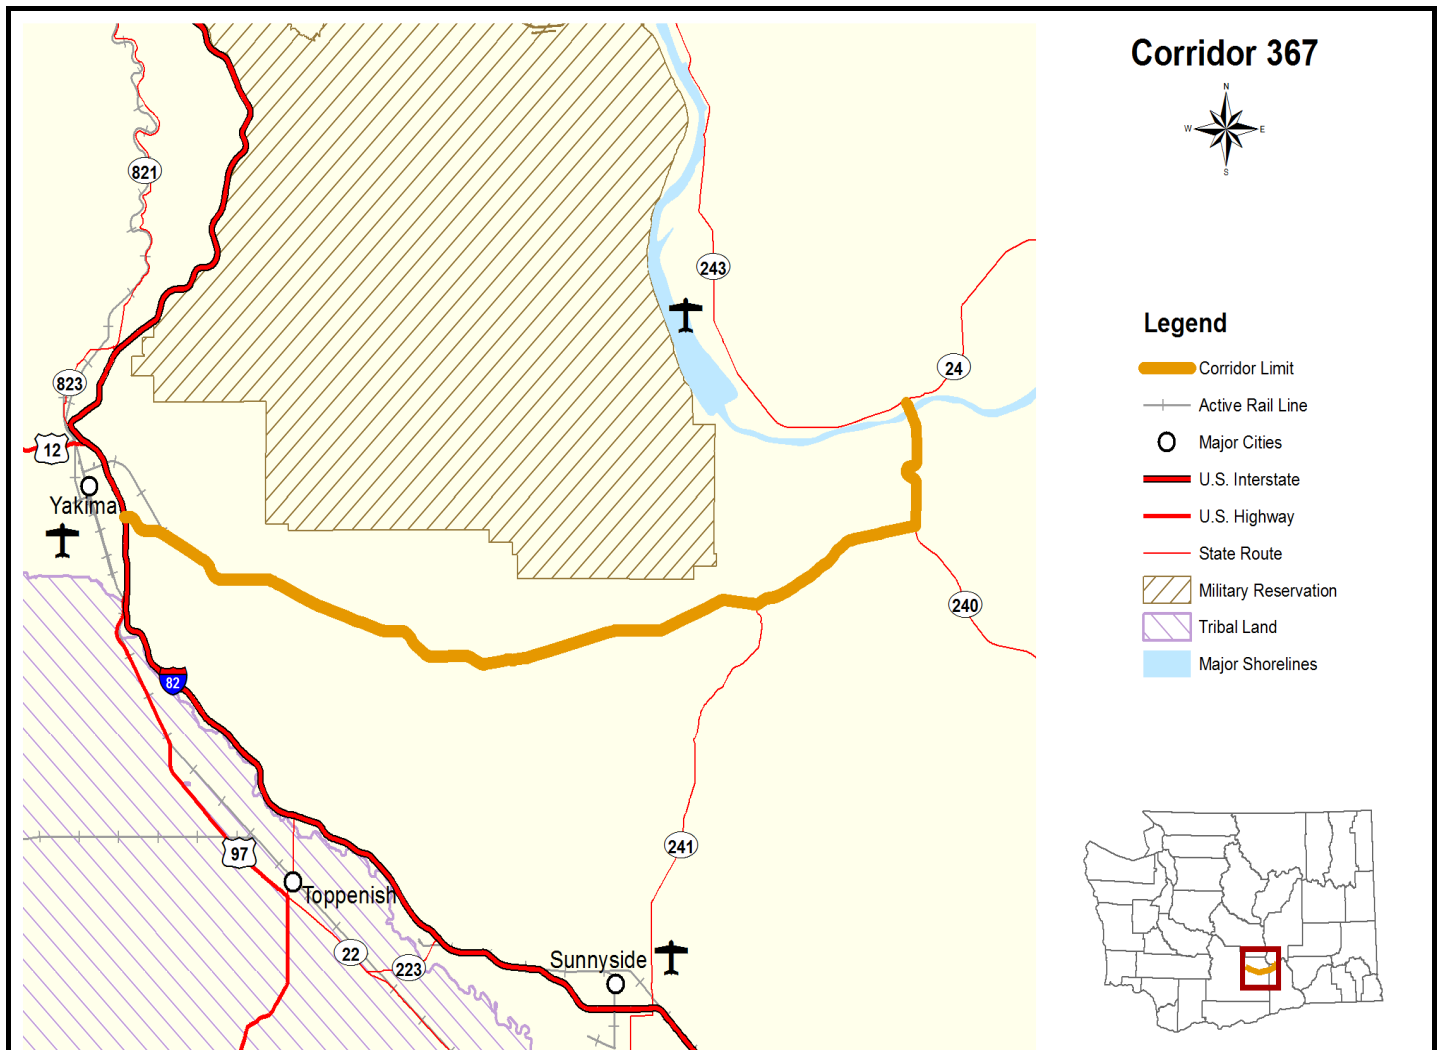 Corridor 367
N
W
E
S
821
243
24
823
12
Yakima
Legend
Corridor Limit
Active Rail Line
Major Cities
U.S. Interstate
U.S. Highway
State Route
Military Reservation
Tribal Land
Major Shorelines
240
82
241
97
Toppenish
22
223
Sunnyside